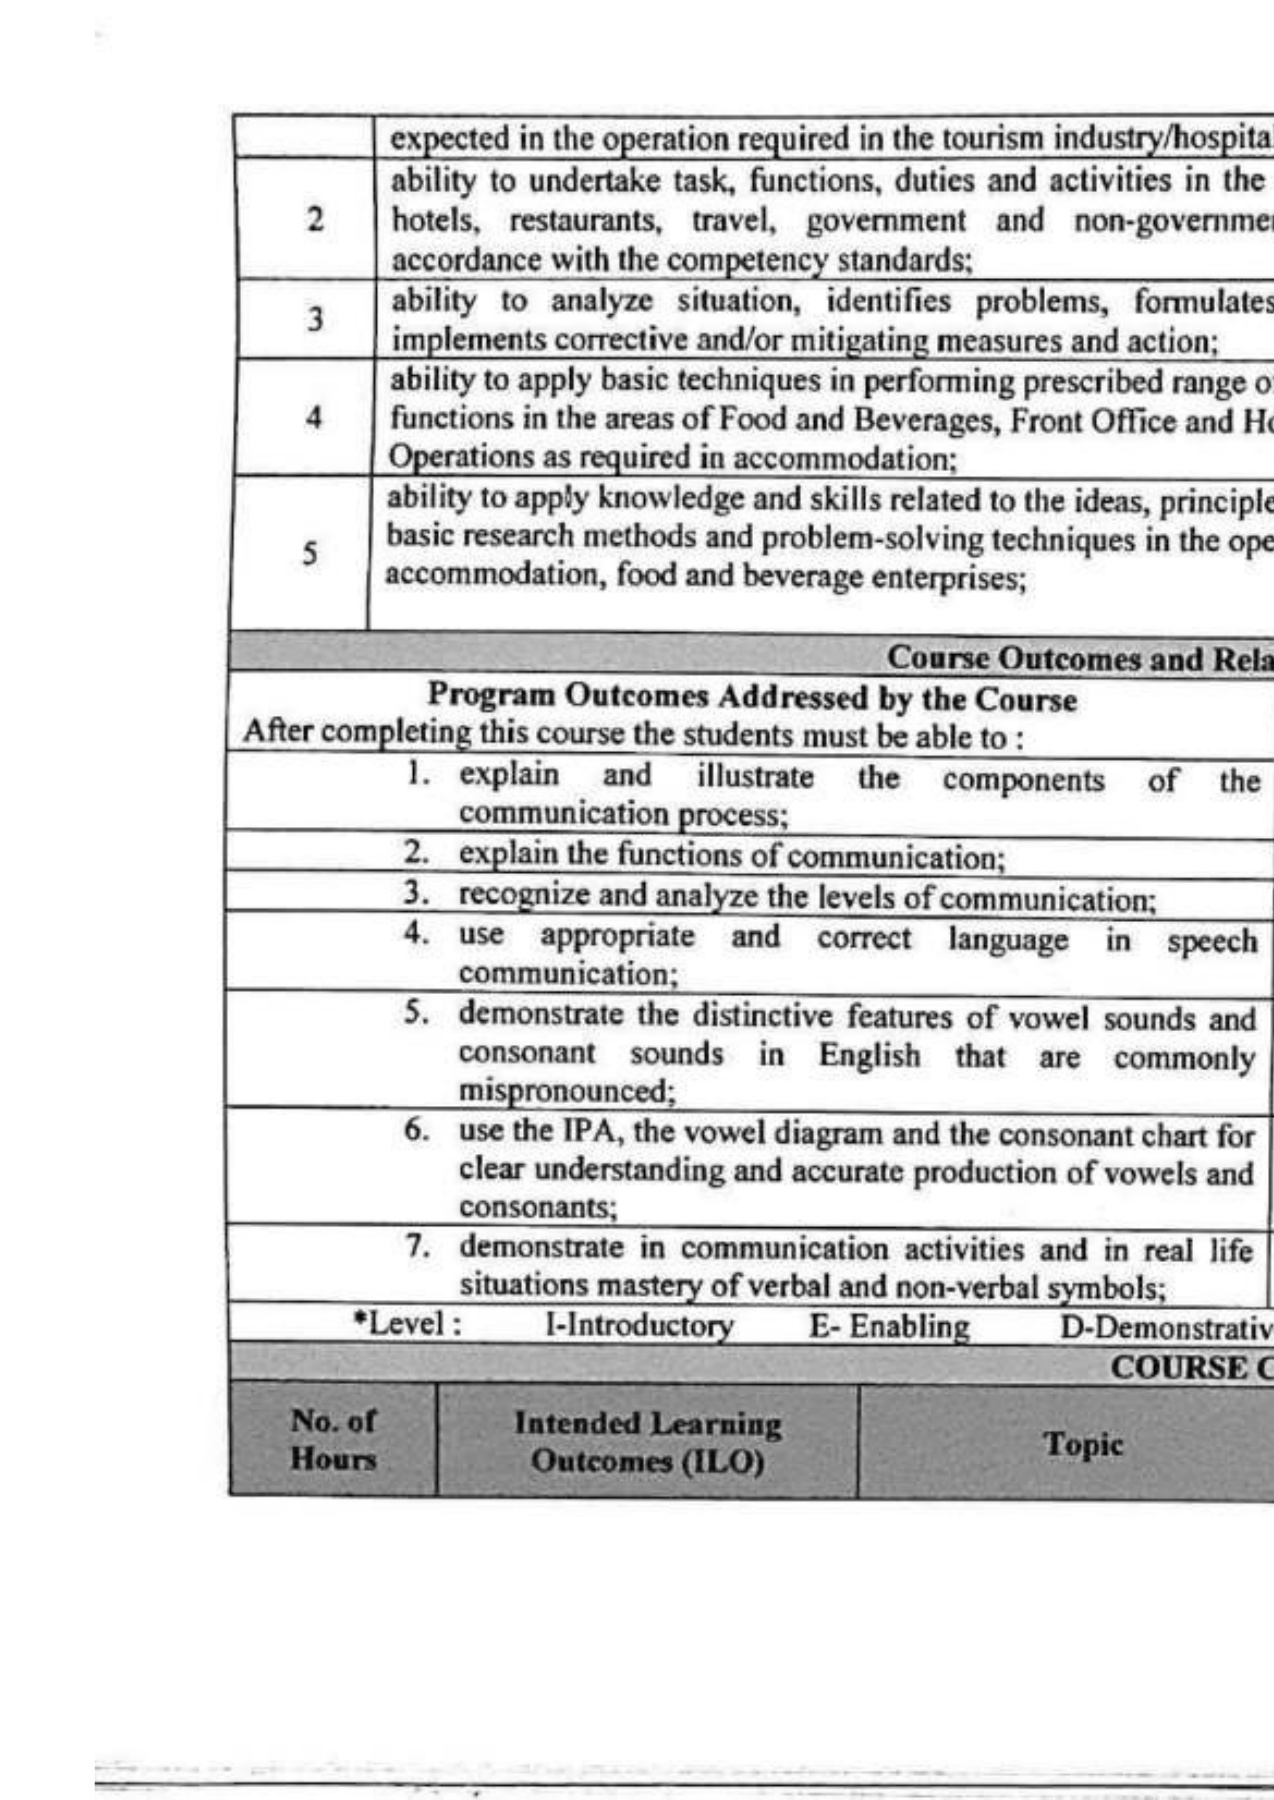 expected in the operation required in the tourism industry/hospita
2
ability to undertake task, functions, duties and activities in the
hotels, restaurants, travel, government and non-governme
accordance with the competency standards;
3
ability to analyze situation, identifies problems, formulates
implements corrective and/or mitigating measures and action;
4
ability to apply basic techniques in performing prescribed range o
functions in the areas of Food and Beverages, Front Office and Ho
Operations as required in accommodation;
5
ability to apply knowledge and skills related to the ideas, principle
basic research methods and problem-solving techniques in the ope
accommodation, food and beverage enterprises;
Course Outcomes and Rela
Program Outcomes Addressed by the Course
After completing this course the students must be able to :
1. explain and illustrate the components of the
communication process;
2. explain the functions of communication;
3. recognize and analyze the levels of communication;
4. use appropriate and correct language in speech
communication;
5. demonstrate the distinctive features of vowel sounds and
consonant sounds in English that are commonly
mispronounced;
6. use the IPA, the vowel diagram and the consonant chart for
clear understanding and accurate production of vowels and
consonants;
7. demonstrate in communication activities and in real life
situations mastery of verbal and non-verbal symbols;
*Level : I-Introductory E- Enabling D-Demonstrativ
COURSE C
No. of
Hours
Intended Learning
Outcomes (ILO)
Topic